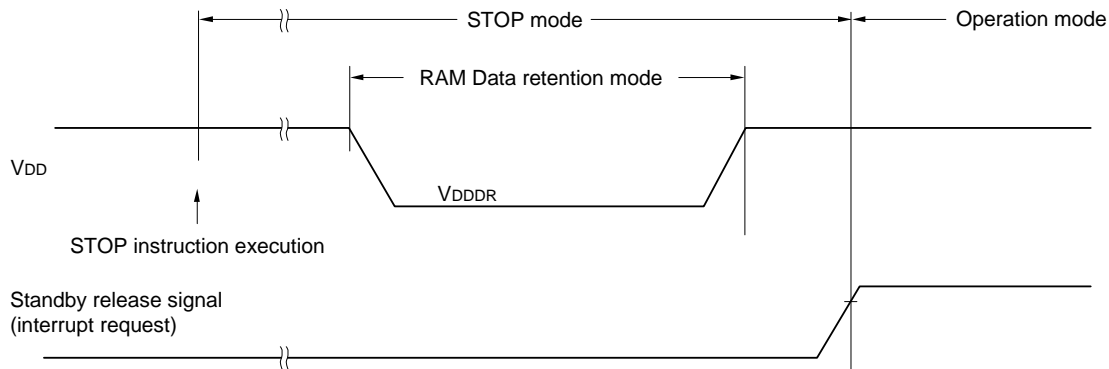 STOP mode
Operation mode
RAM Data retention mode
VDD
VDDDR
STOP instruction execution
Standby release signal
(interrupt request)